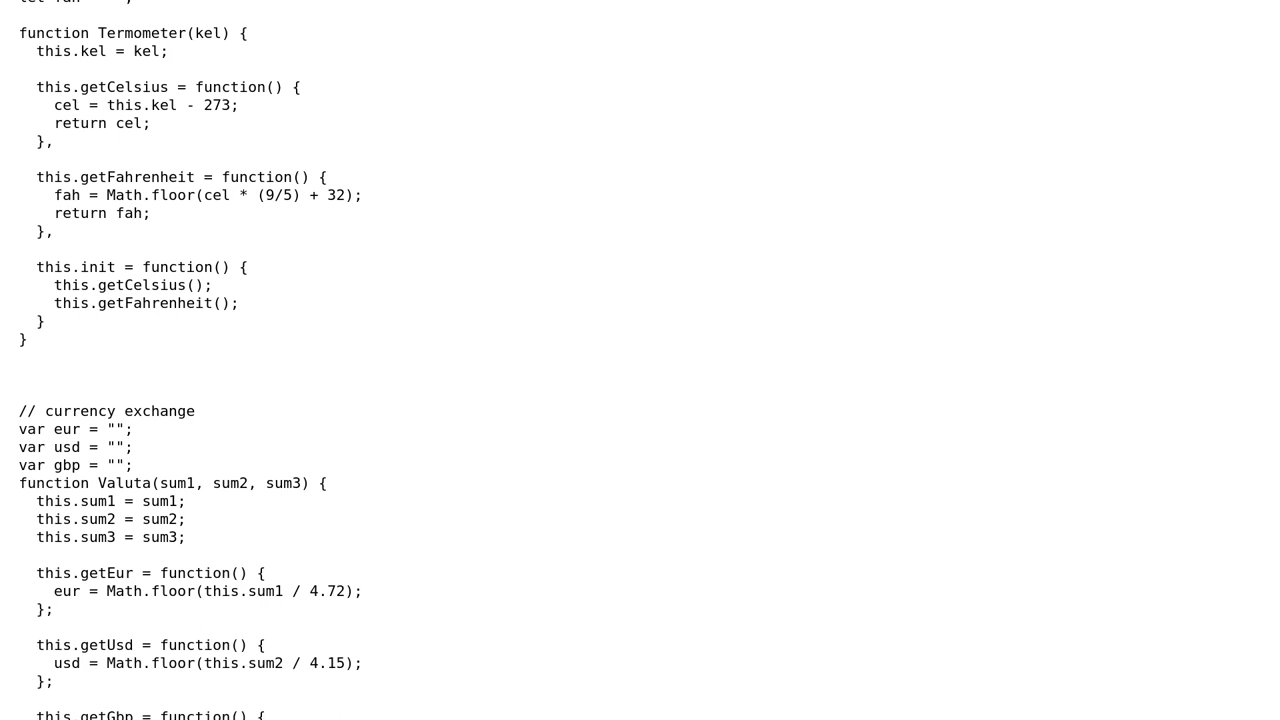 function Termometer(kel) {
  this.kel = kel;

  this.getCelsius = function() {
    cel = this.kel - 273;
    return cel;
  },

  this.getFahrenheit = function() {
    fah = Math.floor(cel * (9/5) + 32);
    return fah;
  },

  this.init = function() {
    this.getCelsius();
    this.getFahrenheit();
  }
}

// currency exchange
var eur = "";
var usd = "";
var gbp = "";
function Valuta(sum1, sum2, sum3) {
  this.sum1 = sum1;
  this.sum2 = sum2;
  this.sum3 = sum3;

  this.getEur = function() {
    eur = Math.floor(this.sum1 / 4.72);
  };

  this.getUsd = function() {
    usd = Math.floor(this.sum2 / 4.15);
  };

  this.getGbp = function() {